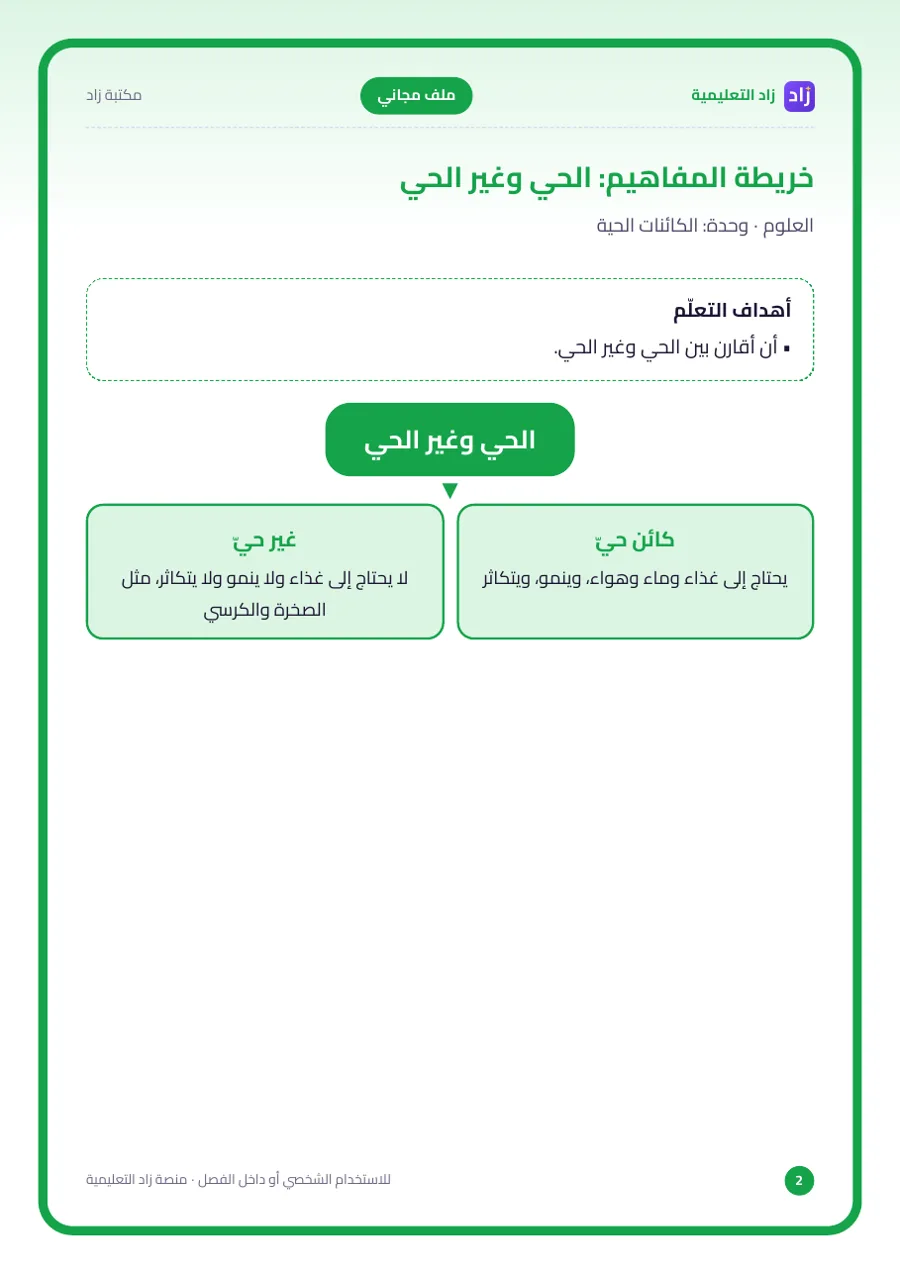 زاد
زاد التعليمية
ملف مجاني
مكتبة زاد
خريطة المفاهيم: الحي وغير الحي
العلوم · وحدة: الكائنات الحية
أهداف التعلّم
▪ أن أقارن بين الحي وغير الحي.
الحي وغير الحي
كائن حيّ
يحتاج إلى غذاء وماء وهواء، وينمو، ويتكاثر
غير حيّ
لا يحتاج إلى غذاء ولا ينمو ولا يتكاثر، مثل
الصخرة والكرسي
2
للاستخدام الشخصي أو داخل الفصل · منصة زاد التعليمية